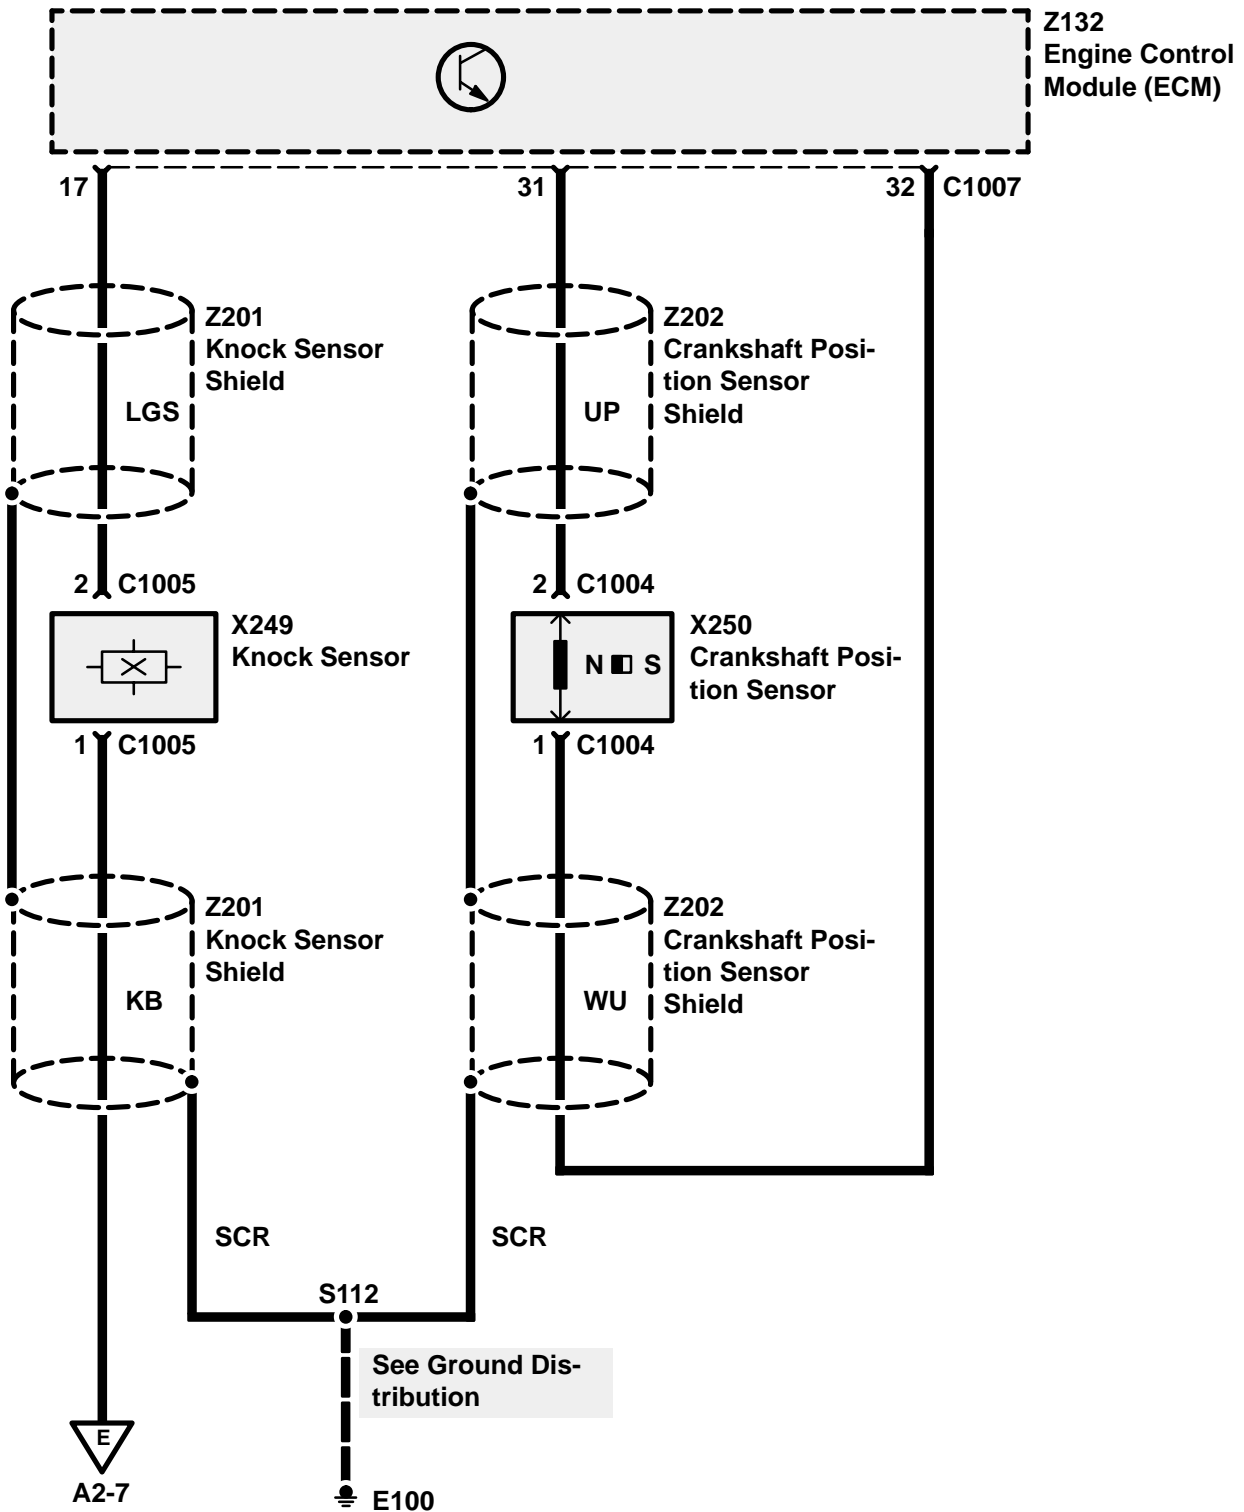 Z132
Engine Control
Module (ECM)
17
31
32
C1007
Z201
Knock Sensor
Shield
LGS
Z202
Crankshaft Posi-
tion Sensor
Shield
UP
2
C1005
2
C1004
X249
Knock Sensor
N S
X250
Crankshaft Posi-
tion Sensor
1
C1005
1
C1004
Z201
Knock Sensor
Shield
KB
Z202
Crankshaft Posi-
tion Sensor
Shield
WU
SCR
SCR
S112
See Ground Dis-
tribution
E
A2-7
E100